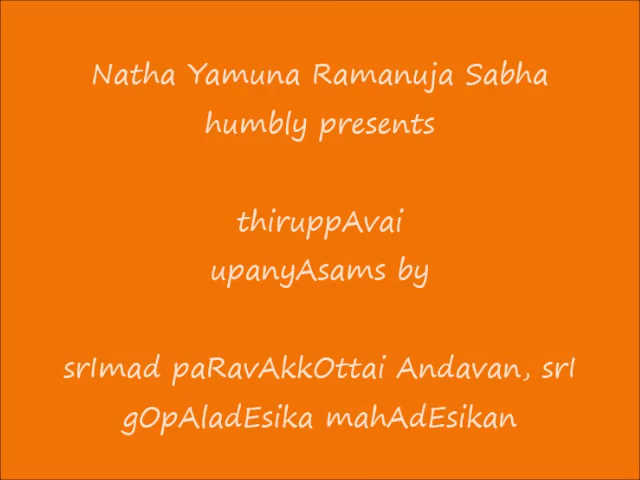 Natha Yamuna Ramanuja Sabha
humbly presents
thiruppAvai
upanyAsams by
srImad paRavAkkOttai Andavan, srI
gOpAladEsika mahAdEsikan